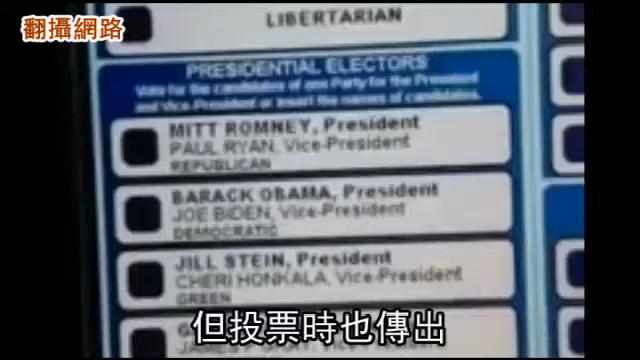 翻攝網路
LIBERTARIAN
PRESIDENTIAL ELECTORS
Vote for the candidates of one Party for the President
and Vice-President or insert the names of candidates.
MITT ROMNEY, President
PAUL RYAN, Vice-President
REPUBLICAN
BARACK OBAMA, President
JOE BIDEN, Vice-President
DEMOCRATIC
JILL STEIN, President
CHERI HONKALA, Vice-President
GREEN
但投票時也傳出